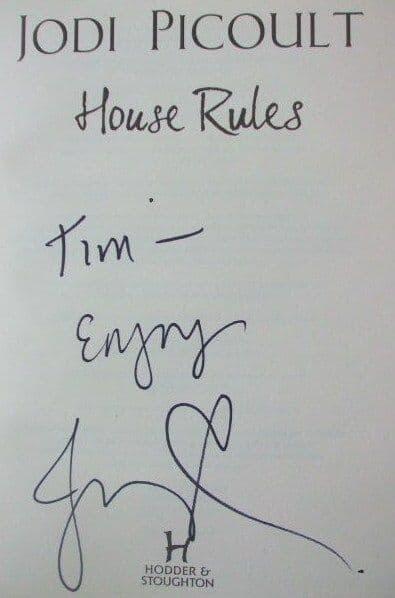 JODI PICOULT
House Rules
Tim —
Enjoy
H
HODDER &
STOUGHTON